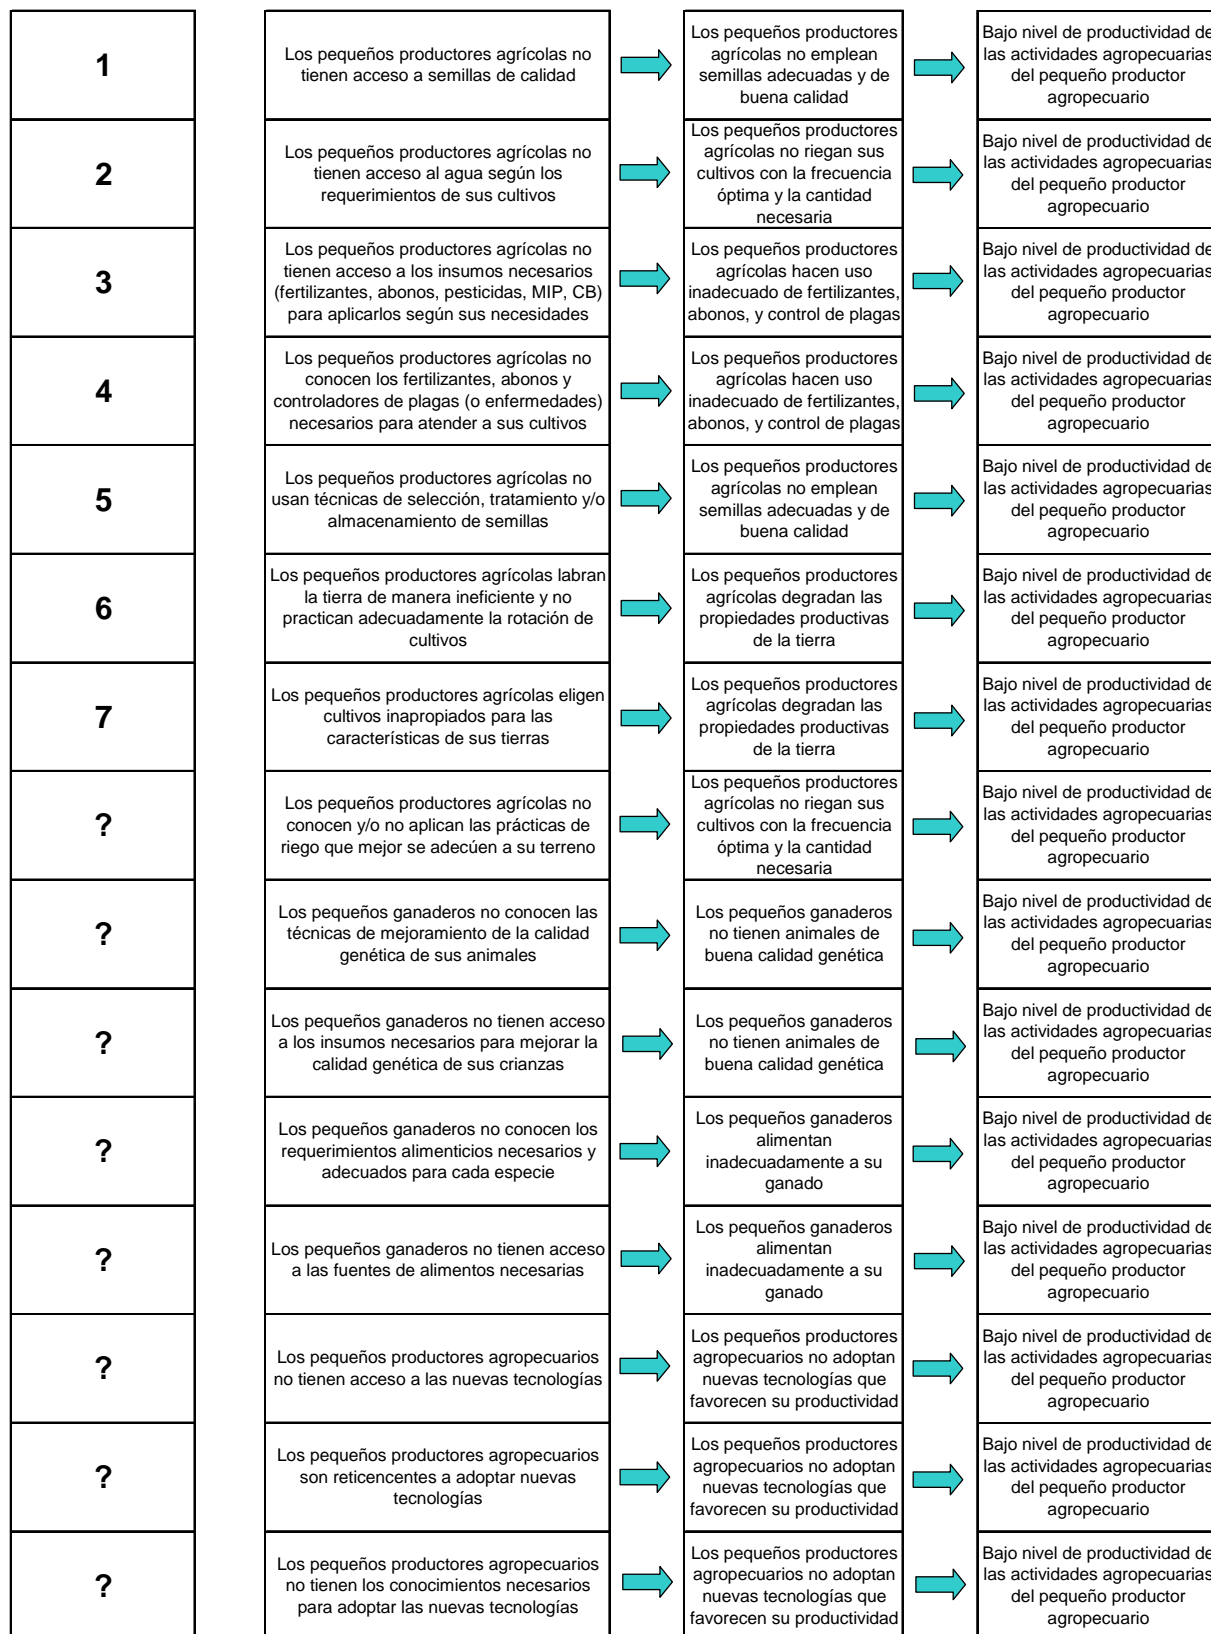 1
Los pequeños productores agrícolas no
tienen acceso a semillas de calidad
Los pequeños productores
agrícolas no emplean
semillas adecuadas y de
buena calidad
Bajo nivel de productividad de
las actividades agropecuarias
del pequeño productor
agropecuario
2
Los pequeños productores agrícolas no
tienen acceso al agua según los
requerimientos de sus cultivos
Los pequeños productores
agrícolas no riegan sus
cultivos con la frecuencia
óptima y la cantidad
necesaria
Bajo nivel de productividad de
las actividades agropecuarias
del pequeño productor
agropecuario
3
Los pequeños productores agrícolas no
tienen acceso a los insumos necesarios
(fertilizantes, abonos, pesticidas, MIP, CB)
para aplicarlos según sus necesidades
Los pequeños productores
agrícolas hacen uso
inadecuado de fertilizantes,
abonos, y control de plagas
Bajo nivel de productividad de
las actividades agropecuarias
del pequeño productor
agropecuario
4
Los pequeños productores agrícolas no
conocen los fertilizantes, abonos y
controladores de plagas (o enfermedades)
necesarios para atender a sus cultivos
Los pequeños productores
agrícolas hacen uso
inadecuado de fertilizantes,
abonos, y control de plagas
Bajo nivel de productividad de
las actividades agropecuarias
del pequeño productor
agropecuario
5
Los pequeños productores agrícolas no
usan técnicas de selección, tratamiento y/o
almacenamiento de semillas
Los pequeños productores
agrícolas no emplean
semillas adecuadas y de
buena calidad
Bajo nivel de productividad de
las actividades agropecuarias
del pequeño productor
agropecuario
6
Los pequeños productores agrícolas labran
la tierra de manera ineficiente y no
practican adecuadamente la rotación de
cultivos
Los pequeños productores
agrícolas degradan las
propiedades productivas
de la tierra
Bajo nivel de productividad de
las actividades agropecuarias
del pequeño productor
agropecuario
7
Los pequeños productores agrícolas eligen
cultivos inapropiados para las
características de sus tierras
Los pequeños productores
agrícolas degradan las
propiedades productivas
de la tierra
Bajo nivel de productividad de
las actividades agropecuarias
del pequeño productor
agropecuario
?
Los pequeños productores agrícolas no
conocen y/o no aplican las prácticas de
riego que mejor se adecúen a su terreno
Los pequeños productores
agrícolas no riegan sus
cultivos con la frecuencia
óptima y la cantidad
necesaria
Bajo nivel de productividad de
las actividades agropecuarias
del pequeño productor
agropecuario
?
Los pequeños ganaderos no conocen las
técnicas de mejoramiento de la calidad
genética de sus animales
Los pequeños ganaderos
no tienen animales de
buena calidad genética
Bajo nivel de productividad de
las actividades agropecuarias
del pequeño productor
agropecuario
?
Los pequeños ganaderos no tienen acceso
a los insumos necesarios para mejorar la
calidad genética de sus crianzas
Los pequeños ganaderos
no tienen animales de
buena calidad genética
Bajo nivel de productividad de
las actividades agropecuarias
del pequeño productor
agropecuario
?
Los pequeños ganaderos no conocen los
requerimientos alimenticios necesarios y
adecuados para cada especie
Los pequeños ganaderos
alimentan
inadecuadamente a su
ganado
Bajo nivel de productividad de
las actividades agropecuarias
del pequeño productor
agropecuario
?
Los pequeños ganaderos no tienen acceso
a las fuentes de alimentos necesarias
Los pequeños ganaderos
alimentan
inadecuadamente a su
ganado
Bajo nivel de productividad de
las actividades agropecuarias
del pequeño productor
agropecuario
?
Los pequeños productores agropecuarios
no tienen acceso a las nuevas tecnologías
Los pequeños productores
agropecuarios no adoptan
nuevas tecnologías que
favorecen su productividad
Bajo nivel de productividad de
las actividades agropecuarias
del pequeño productor
agropecuario
?
Los pequeños productores agropecuarios
son reticencentes a adoptar nuevas
tecnologías
Los pequeños productores
agropecuarios no adoptan
nuevas tecnologías que
favorecen su productividad
Bajo nivel de productividad de
las actividades agropecuarias
del pequeño productor
agropecuario
?
Los pequeños productores agropecuarios
no tienen los conocimientos necesarios
para adoptar las nuevas tecnologías
Los pequeños productores
agropecuarios no adoptan
nuevas tecnologías que
favorecen su productividad
Bajo nivel de productividad de
las actividades agropecuarias
del pequeño productor
agropecuario